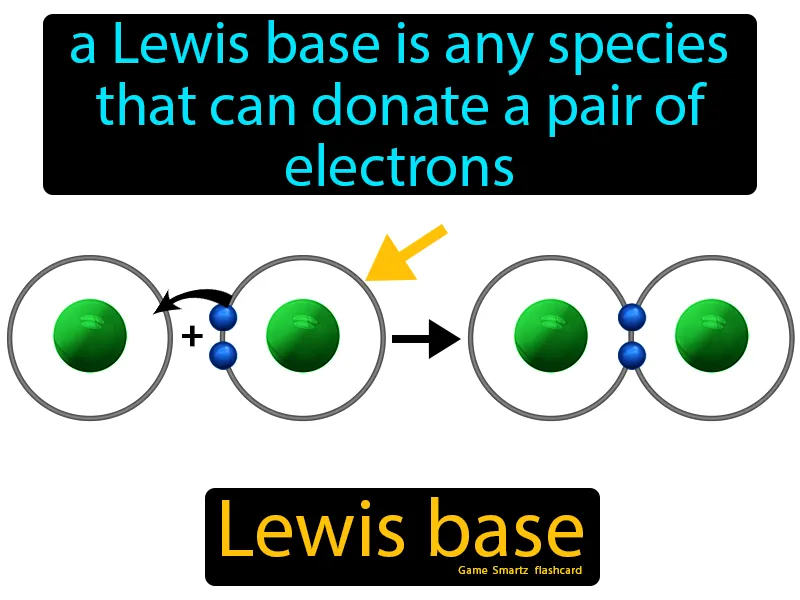 a Lewis base is any species
that can donate a pair of
electrons
+
Lewis base
Game Smartz flashcard